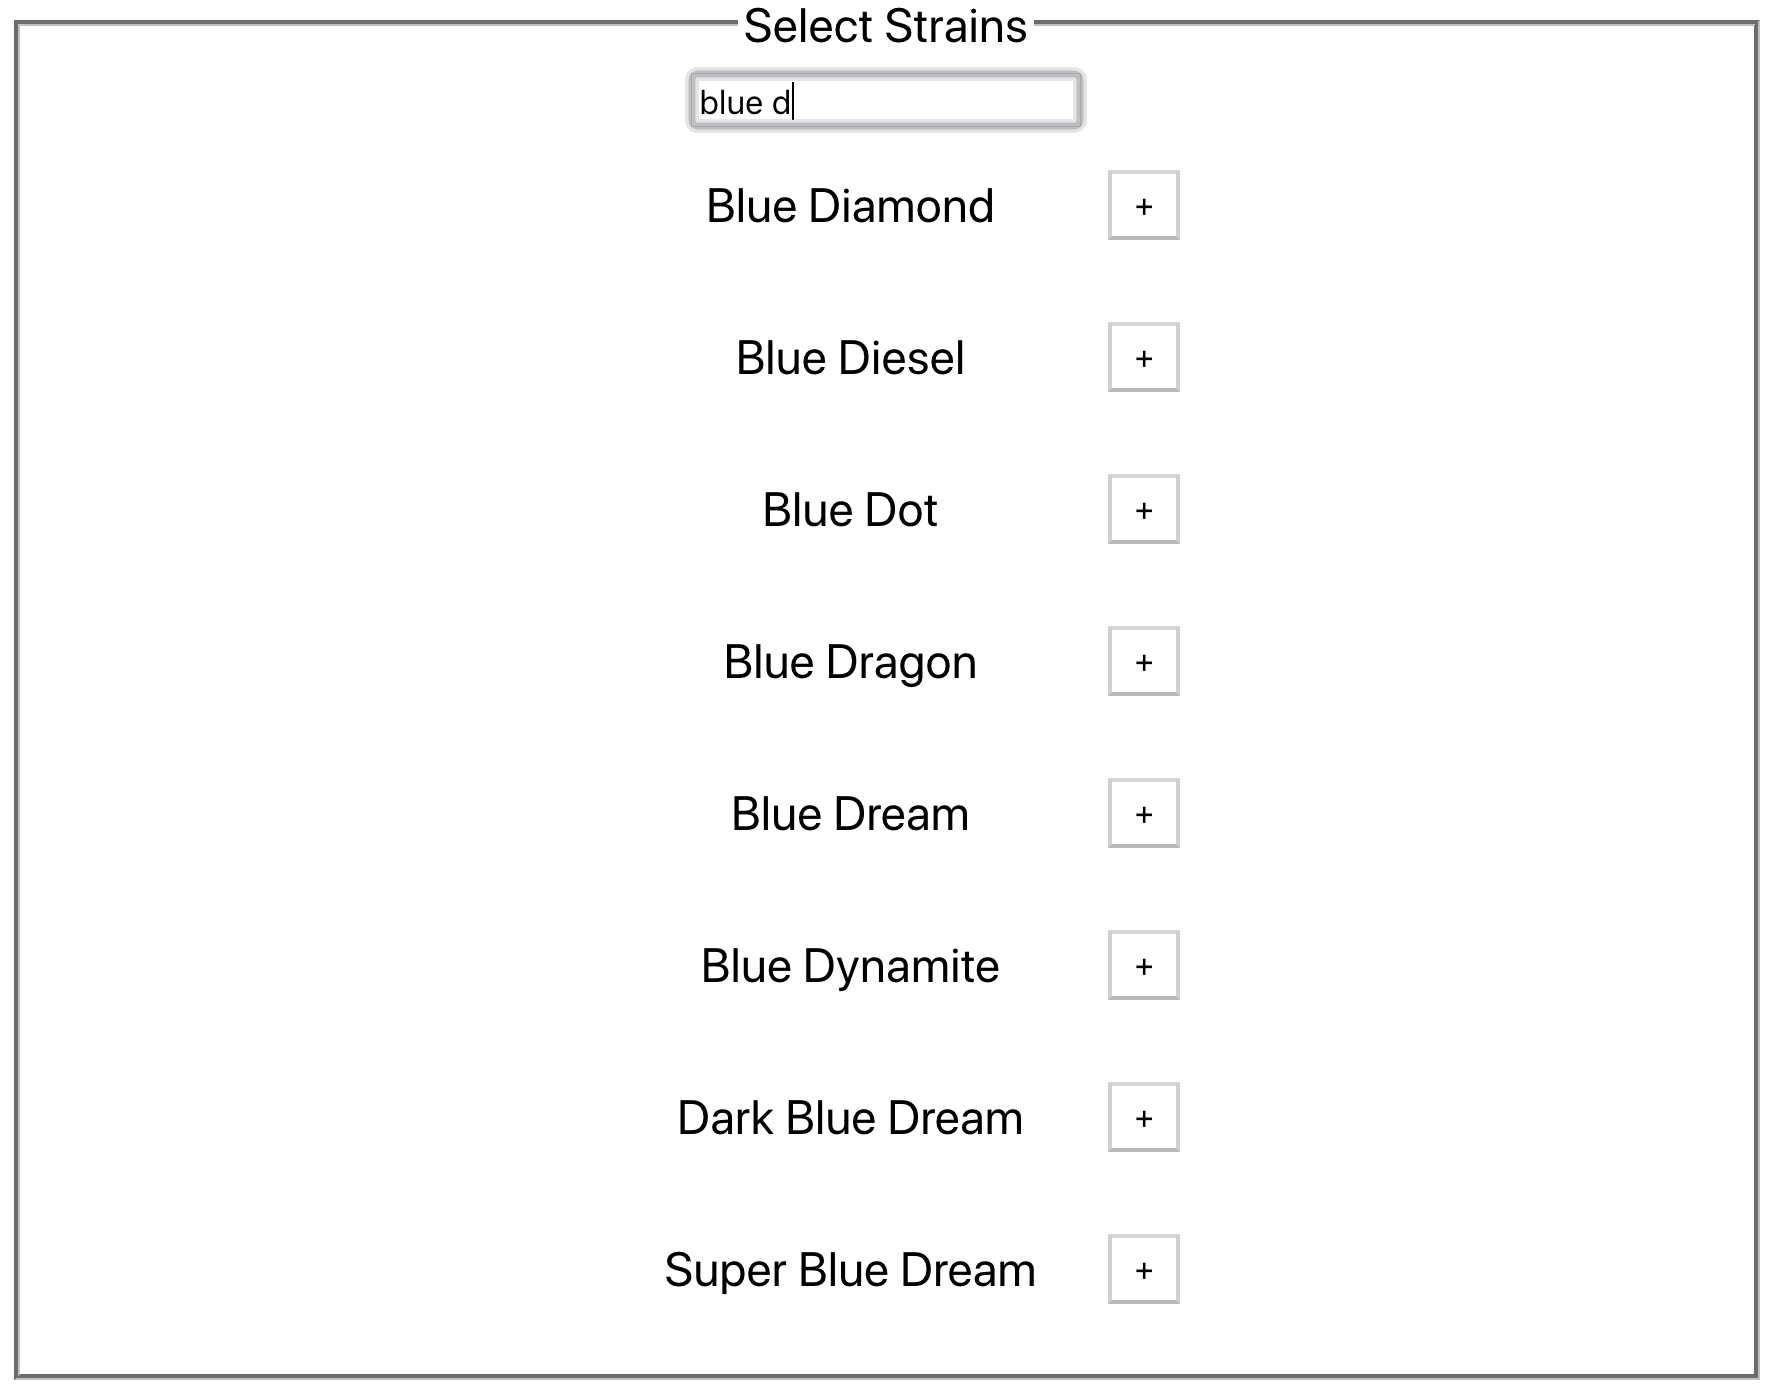 Select Strains
blue d
Blue Diamond +
Blue Diesel +
Blue Dot +
Blue Dragon +
Blue Dream +
Blue Dynamite +
Dark Blue Dream +
Super Blue Dream +